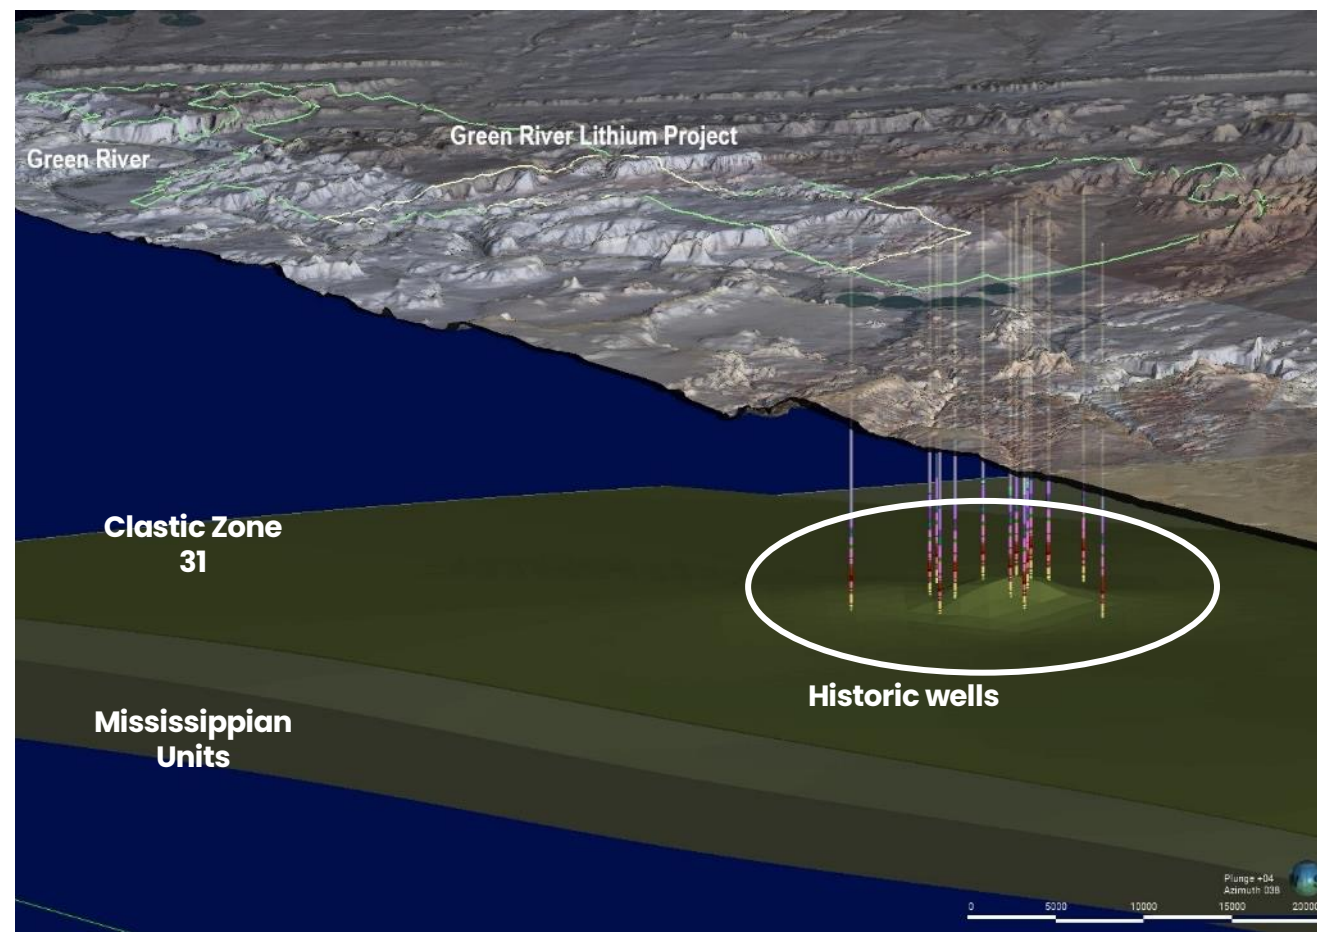 Green River Lithium Project
Green River
Clastic Zone
31
Historic wells
Mississippian
Units
Plunge +04
Azimuth 038
0 5000 10000 15000 20000